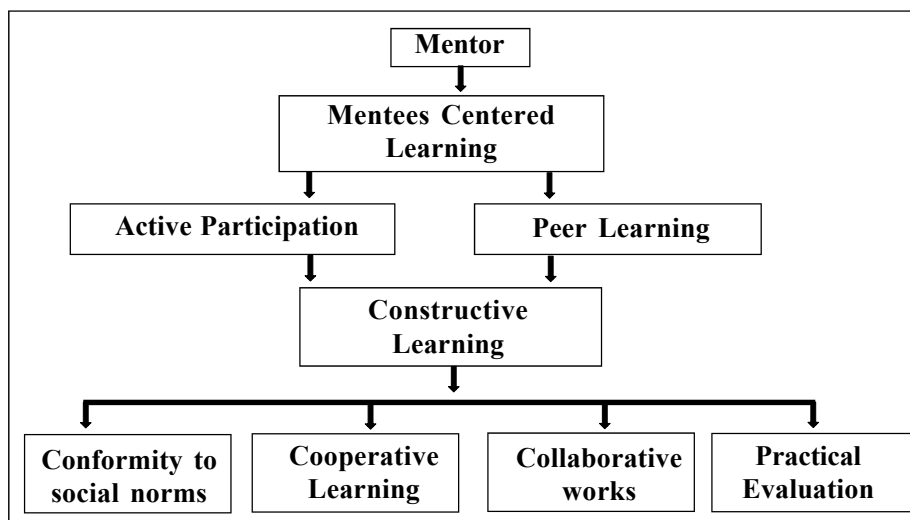 Mentor
Mentees Centered
Learning
Active Participation
Peer Learning
Constructive
Learning
Conformity to
social norms
Cooperative
Learning
Collaborative
works
Practical
Evaluation